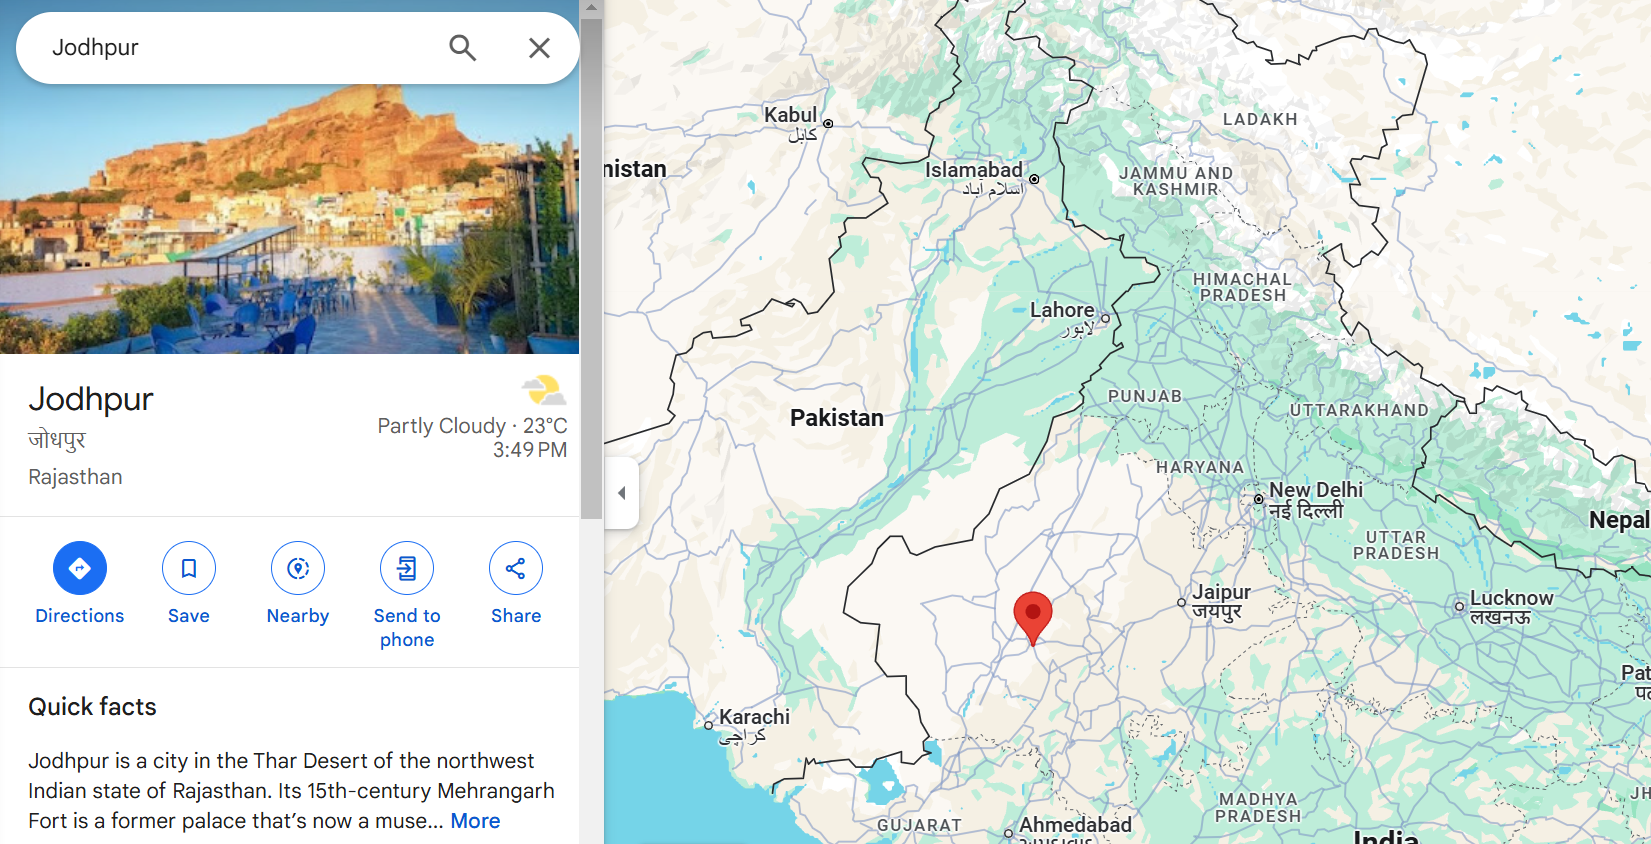 Jodhpur
Jodhpur
जोधपुर
Rajasthan
Partly Cloudy · 23°C
3:49 PM
Directions
Save
Nearby
Send to
phone
Share
Quick facts
Jodhpur is a city in the Thar Desert of the northwest
Indian state of Rajasthan. Its 15th-century Mehrangarh
Fort is a former palace that's now a muse... More
Kabul
کابل
nistan
Islamabad
اسلام آباد
LADAKH
JAMMU AND
KASHMIR
HIMACHAL
PRADESH
Lahore
لاہور
Pakistan
PUNJAB
UTTARAKHAND
HARYANA
New Delhi
नई दिल्ली
Nepal
UTTAR
PRADESH
Jaipur
जयपुर
Lucknow
लखनऊ
Pat
Karachi
کراچی
MADHYA
PRADESH
JH
GUJARAT
Ahmedabad
India